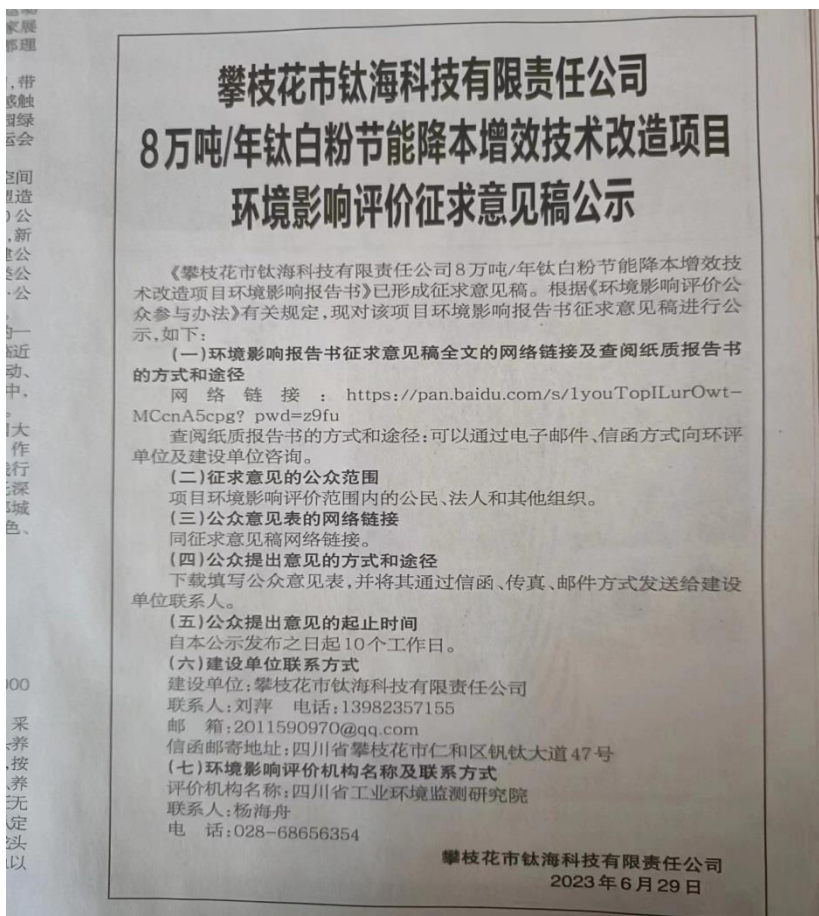 攀枝花市钛海科技有限责任公司
8万吨/年钛白粉节能降本增效技术改造项目
环境影响评价征求意见稿公示
《攀枝花市钛海科技有限责任公司8万吨/年钛白粉节能降本增效技
术改造项目环境影响报告书》已形成征求意见稿。根据《环境影响评价公
众参与办法》有关规定,现对该项目环境影响报告书征求意见稿进行公
示,如下:
(一)环境影响报告书征求意见稿全文的网络链接及查阅纸质报告书
的方式和途径
网络链接:https://pan.baidu.com/s/1youTopILurOwt-
MCcnA5cpg? pwd=z9fu
查阅纸质报告书的方式和途径:可以通过电子邮件、信函方式向环评
单位及建设单位咨询。
(二)征求意见的公众范围
项目环境影响评价范围内的公民、法人和其他组织。
(三)公众意见表的网络链接
同征求意见稿网络链接。
(四)公众提出意见的方式和途径
下载填写公众意见表,并将其通过信函、传真、邮件方式发送给建设
单位联系人。
(五)公众提出意见的起止时间
自本公示发布之日起10个工作日。
(六)建设单位联系方式
建设单位:攀枝花市钛海科技有限责任公司
联系人:刘萍 电话:13982357155
邮 箱:2011590970@qq.com
信函邮寄地址:四川省攀枝花市仁和区钒钛大道47号
(七)环境影响评价机构名称及联系方式
评价机构名称:四川省工业环境监测研究院
联系人:杨海舟
电 话:028-68656354
攀枝花市钛海科技有限责任公司
2023年6月29日